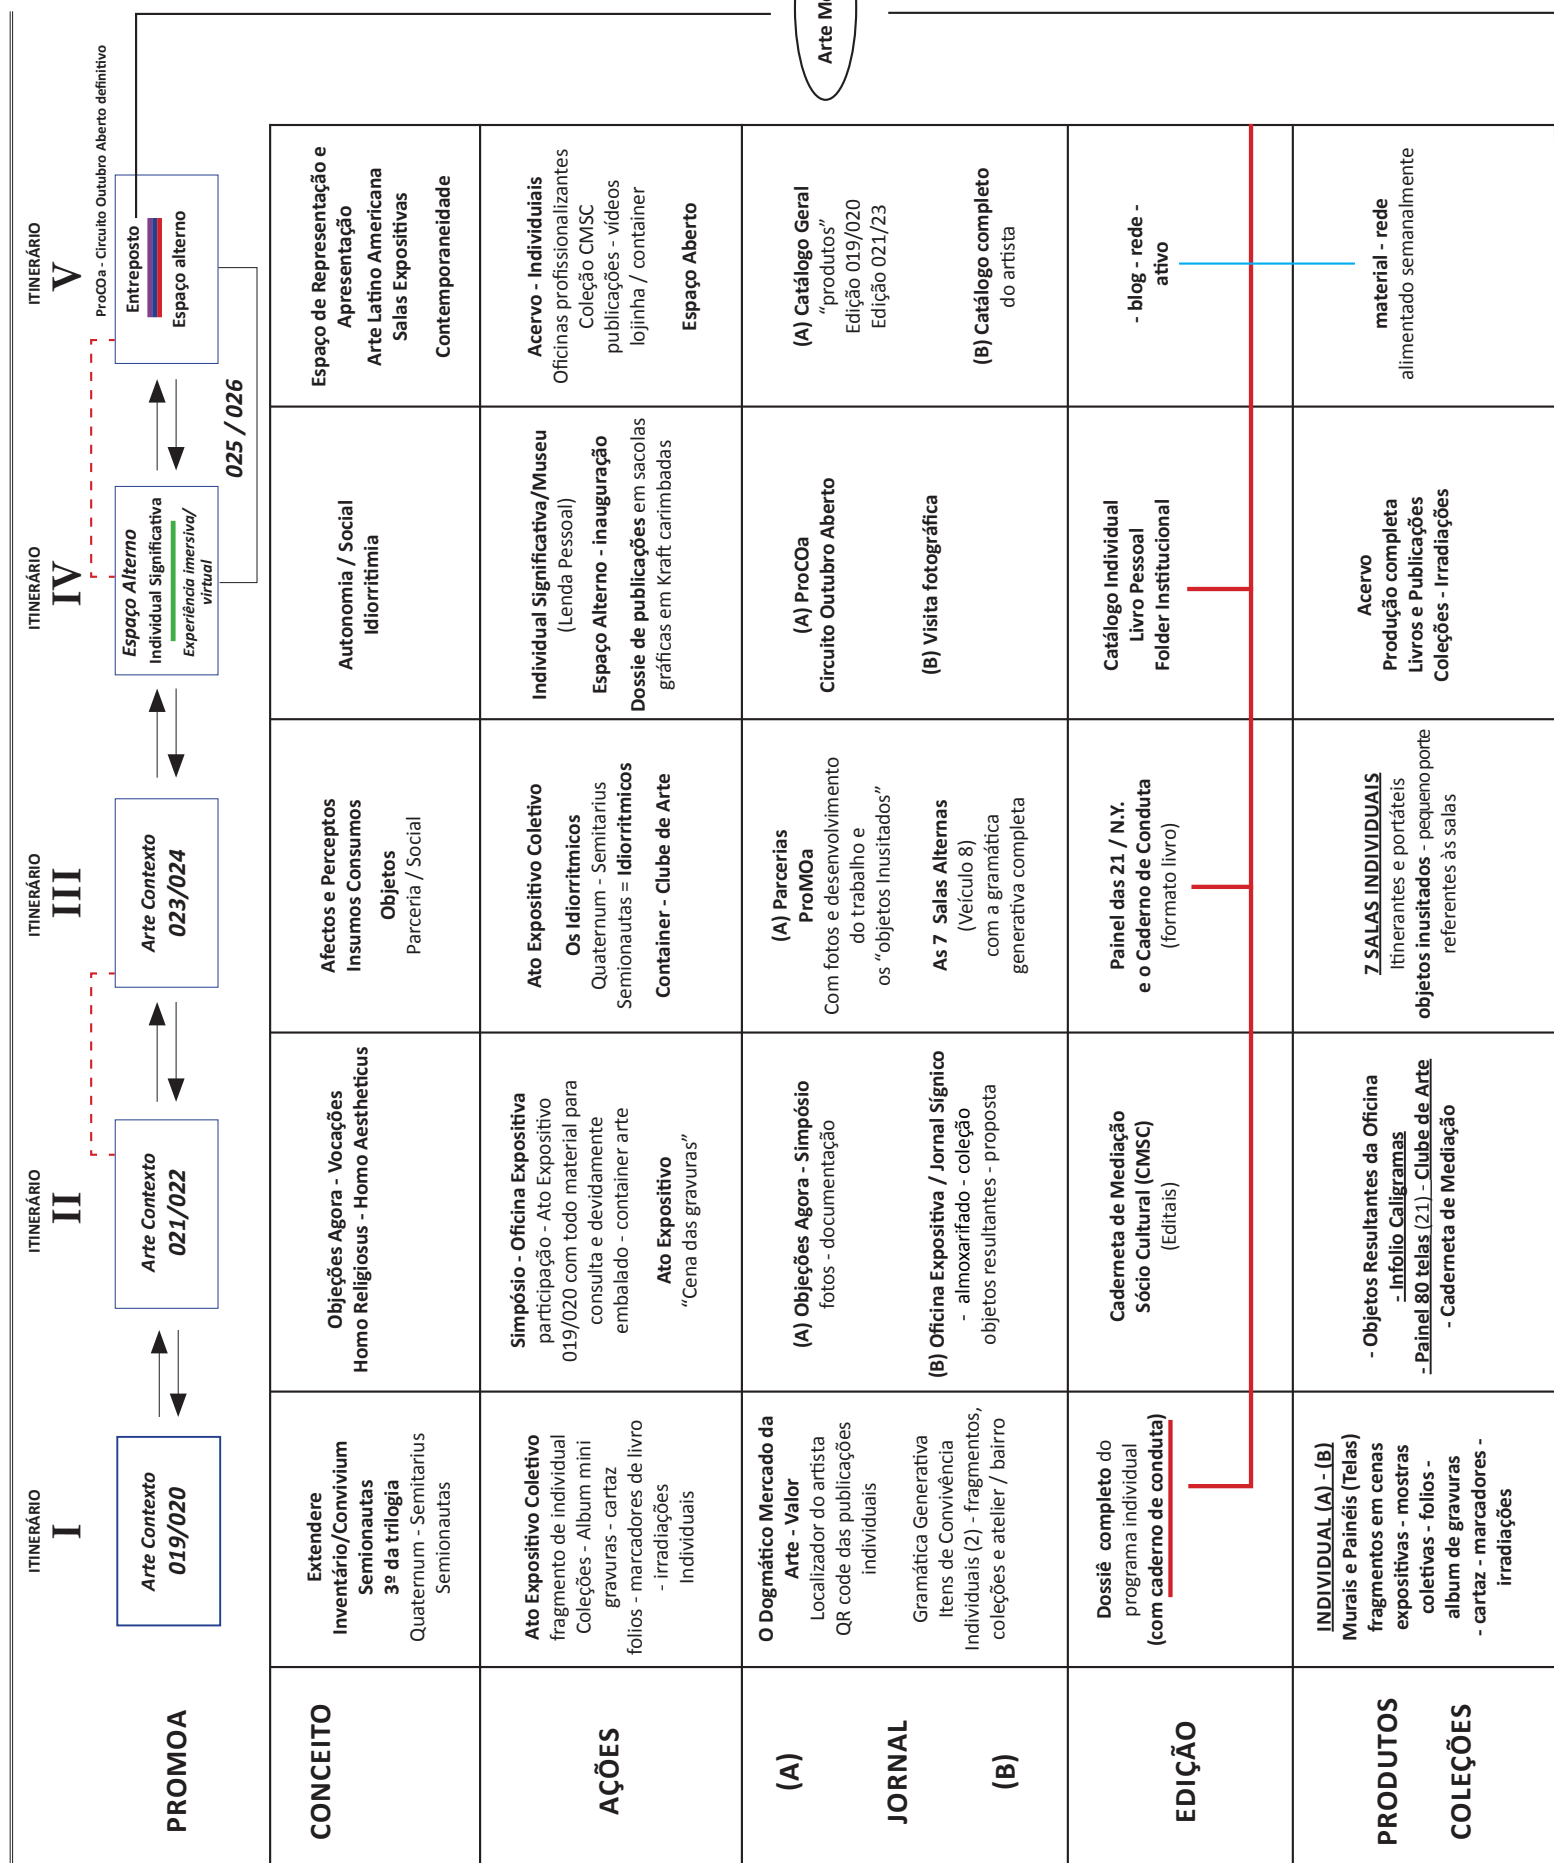 ITINERÁRIO
I
ITINERÁRIO
II
ITINERÁRIO
III
ITINERÁRIO
IV
ITINERÁRIO
V
ProCOa - Circuito Outubro Aberto definitivo
PROMOA
Arte Contexto
019/020
Arte Contexto
021/022
Arte Contexto
023/024
Espaço Alterno
Individual Significativa
Experiência imersiva/
virtual
Entreposto
Espaço alterno
025 / 026
Arte Mo
CONCEITO
Extendere
Inventário/Convivium
Semionautas
3º da trilogia
Quaternum - Semitarius
Semionautas
Objeções Agora - Vocações
Homo Religiosus - Homo Aestheticus
Afectos e Perceptos
Insumos Consumos
Objetos
Parceria / Social
Autonomia / Social
Idiorritimia
Espaço de Representação e
Apresentação
Arte Latino Americana
Salas Expositivas
Contemporaneidade
AÇÕES
Ato Expositivo Coletivo
fragmento de individual
Coleções - Album mini
gravuras - cartaz
folios - marcadores de livro
- irradiações
Individuais
Simpósio - Oficina Expositiva
participação - Ato Expositivo
019/020 com todo material para
consulta e devidamente
embalado - container arte
Ato Expositivo
“Cena das gravuras”
Ato Expositivo Coletivo
Os Idiorritmicos
Quaternum - Semitarius
Semionautas = Idiorritmicos
Container - Clube de Arte
Individual Significativa/Museu
(Lenda Pessoal)
Espaço Alterno - inauguração
Dossie de publicações em sacolas
gráficas em Kraft carimbadas
Acervo - Individuiais
Oficinas profissionalizantes
Coleção CMSC
publicações - vídeos
lojinha / container
Espaço Aberto
(A)
JORNAL
(B)
O Dogmático Mercado da
Arte - Valor
Localizador do artista
QR code das publicações
individuais
Gramática Generativa
Itens de Convivência
Individuais (2) - fragmentos,
coleções e atelier / bairro
(A) Objeções Agora - Simpósio
fotos - documentação
(B) Oficina Expositiva / Jornal Sígnico
- almoxarifado - coleção
objetos resultantes - proposta
(A) Parcerias
ProMOa
Com fotos e desenvolvimento
do trabalho e
os “objetos Inusitados”
As 7 Salas Alternas
(Veículo 8)
com a gramática
generativa completa
(A) ProCOa
Circuito Outubro Aberto
(B) Visita fotográfica
(A) Catálogo Geral
“produtos”
Edição 019/020
Edição 021/23
(B) Catálogo completo
do artista
EDIÇÃO
Dossiê completo do
programa individual
(com caderno de conduta)
Caderneta de Mediação
Sócio Cultural (CMSC)
(Editais)
Painel das 21 / N.Y.
e o Caderno de Conduta
(formato livro)
Catálogo Individual
Livro Pessoal
Folder Institucional
- blog - rede -
ativo
PRODUTOS
COLEÇÕES
INDIVIDUAL (A) - (B)
Murais e Painéis (Telas)
fragmentos em cenas
expositivas - mostras
coletivas - folios -
album de gravuras
- cartaz - marcadores -
irradiações
- Objetos Resultantes da Oficina
- Infolio Caligramas
- Painel 80 telas (21) - Clube de Arte
- Caderneta de Mediação
7 SALAS INDIVIDUAIS
Itinerantes e portáteis
objetos inusitados - pequeno porte
referentes às salas
Acervo
Produção completa
Livros e Publicações
Coleções - Irradiações
material - rede
alimentado semanalmente